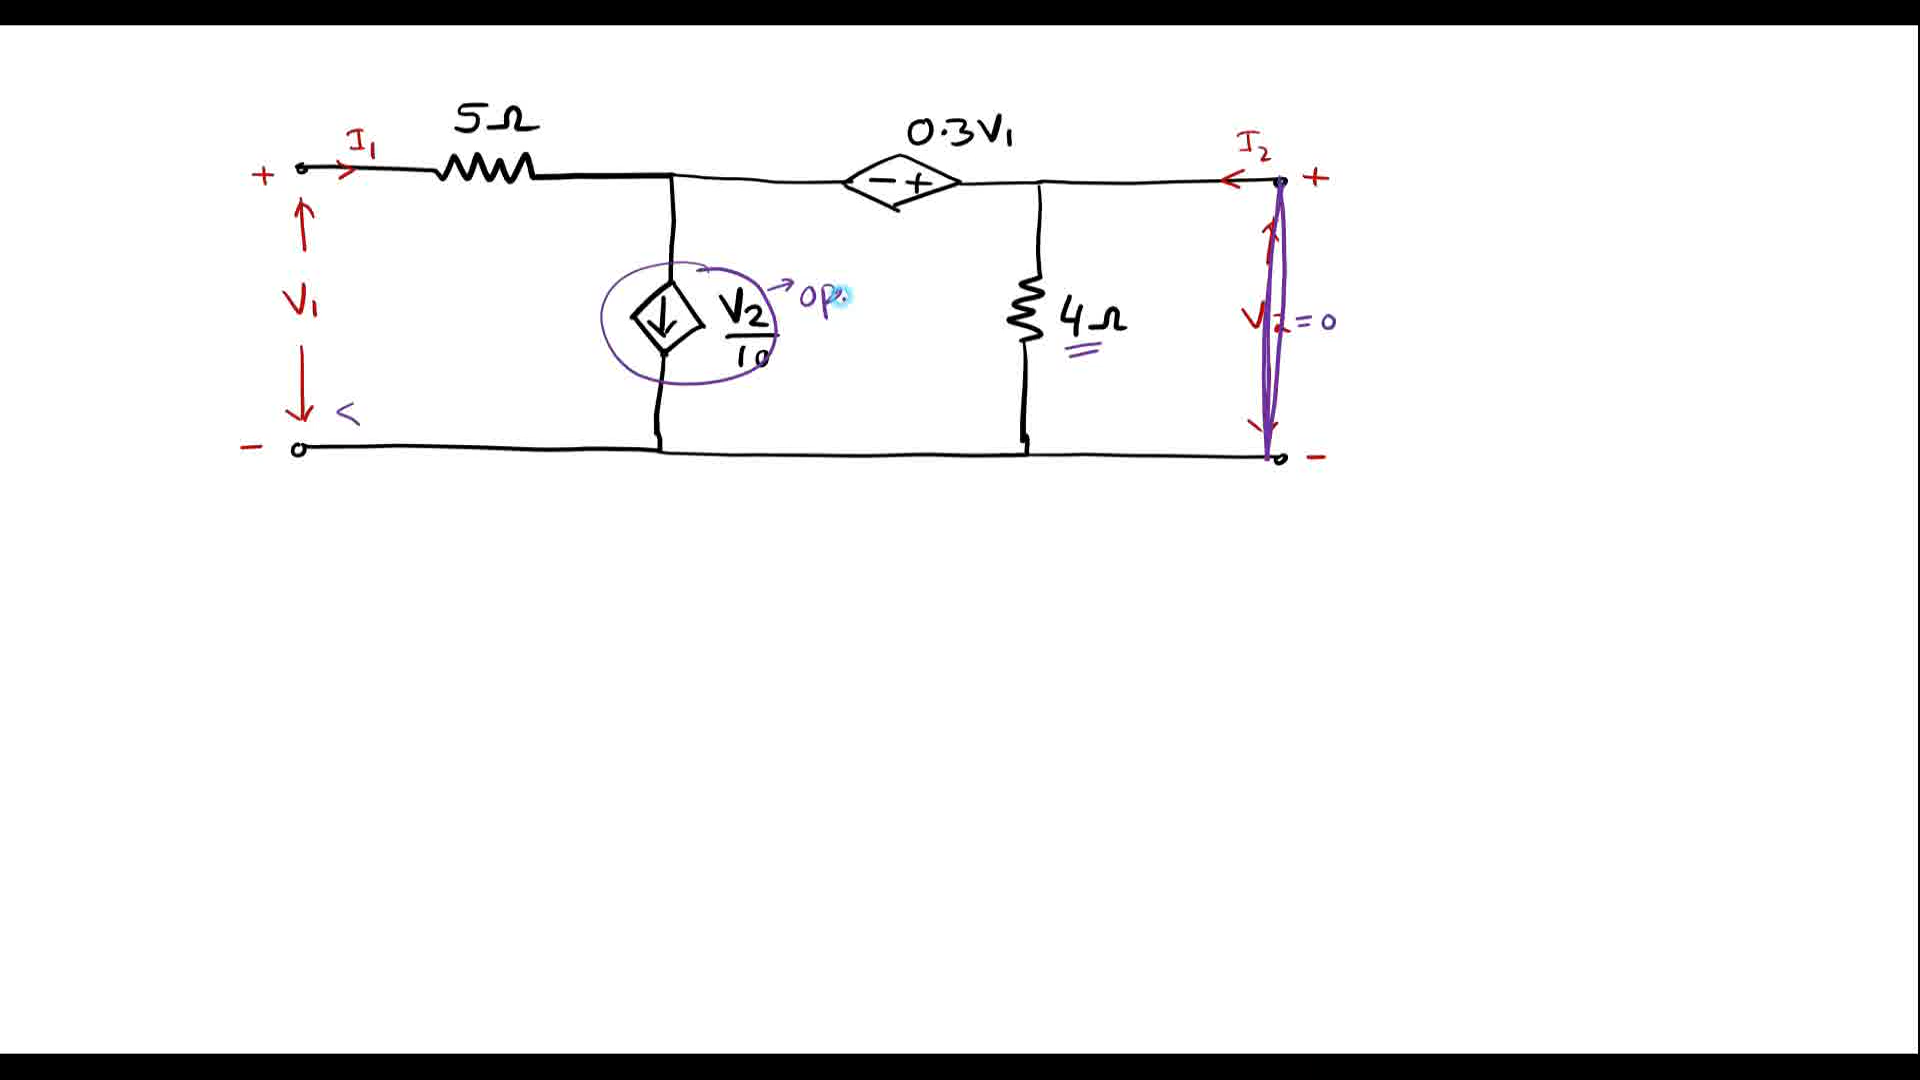 5Ω
0.3V₁
I₁
I₂
+
- +
+
V₁
V₂/10
→ op
4Ω
V₂ = 0
-
-